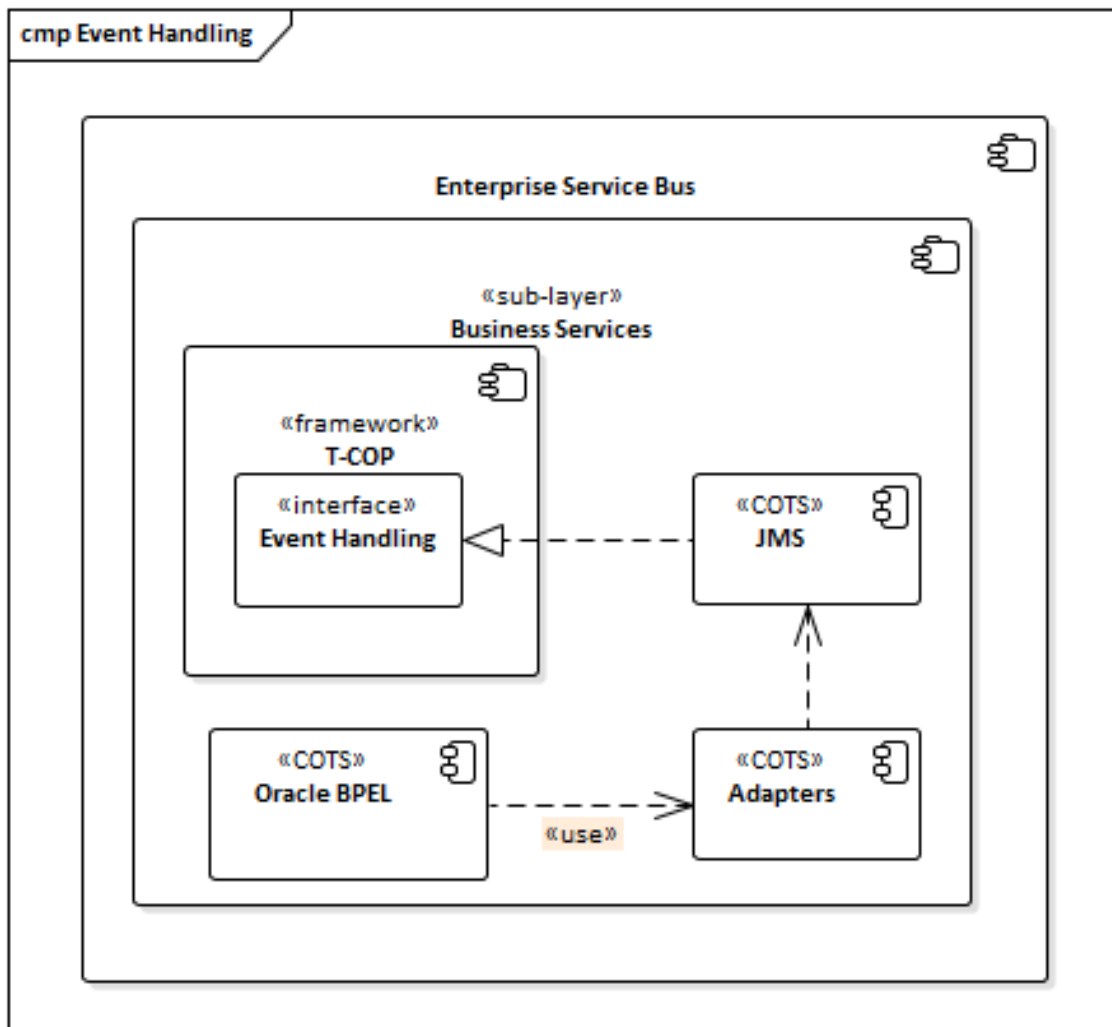 cmp Event Handling
Enterprise Service Bus
«sub-layer»
Business Services
«framework»
T-COP
«interface»
Event Handling
«COTS»
JMS
«COTS»
Oracle BPEL
«use»
«COTS»
Adapters